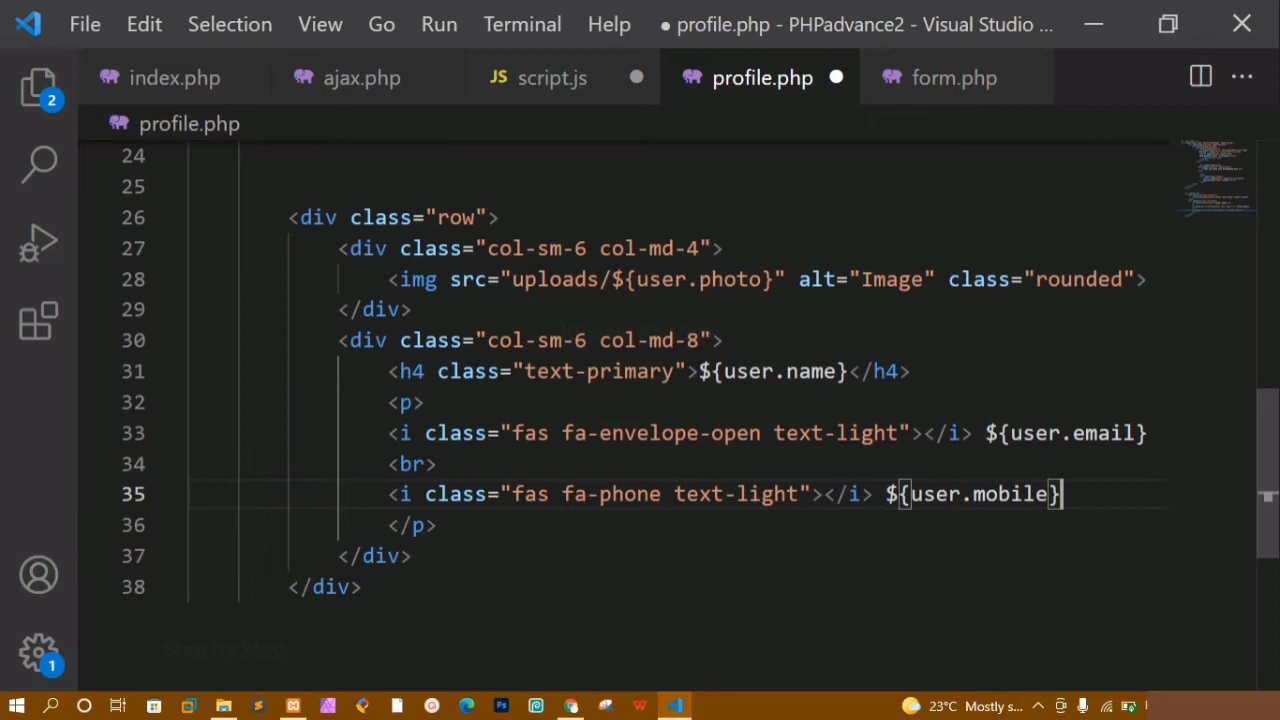 File Edit Selection View Go Run Terminal Help ● profile.php - PHPadvance2 - Visual Studio ...
index.php ajax.php JS script.js profile.php form.php
profile.php
2
24
25
26 <div class="row">
27 <div class="col-sm-6 col-md-4">
28 <img src="uploads/${user.photo}" alt="Image" class="rounded">
29 </div>
30 <div class="col-sm-6 col-md-8">
31 <h4 class="text-primary">${user.name}</h4>
32 <p>
33 <i class="fas fa-envelope-open text-light"></i> ${user.email}
34 <br>
35 <i class="fas fa-phone text-light"></i> ${user.mobile}
36 </p>
37 </div>
38 </div>
Step by Step
1
23°C Mostly s...